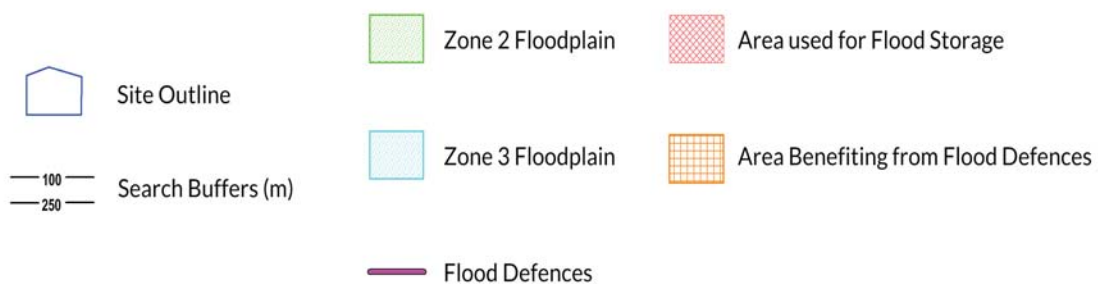 Site Outline
100
250
Search Buffers (m)
Zone 2 Floodplain
Zone 3 Floodplain
Flood Defences
Area used for Flood Storage
Area Benefiting from Flood Defences